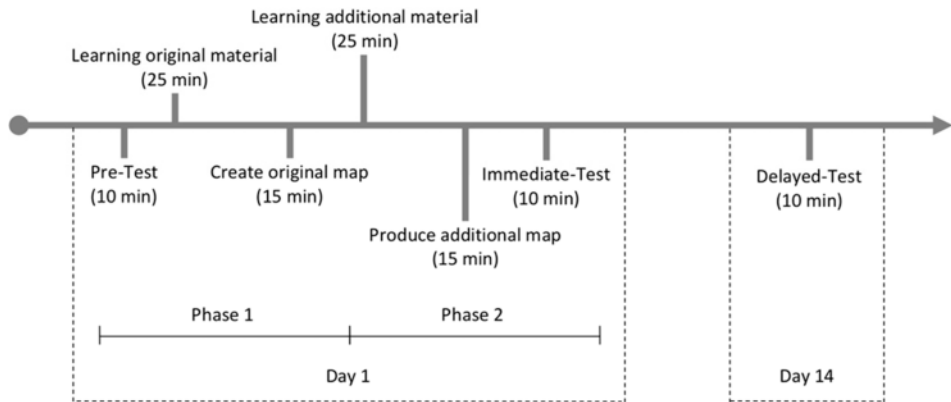 Learning additional material
(25 min)
Learning original material
(25 min)
Pre-Test
(10 min)
Create original map
(15 min)
Immediate-Test
(10 min)
Delayed-Test
(10 min)
Produce additional map
(15 min)
Phase 1
Phase 2
Day 1
Day 14